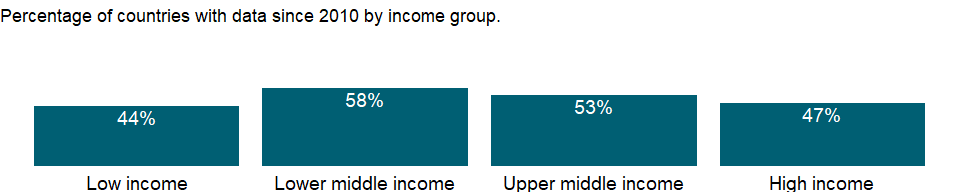 Percentage of countries with data since 2010 by income group.
44%
58%
53%
47%
Low income
Lower middle income
Upper middle income
High income